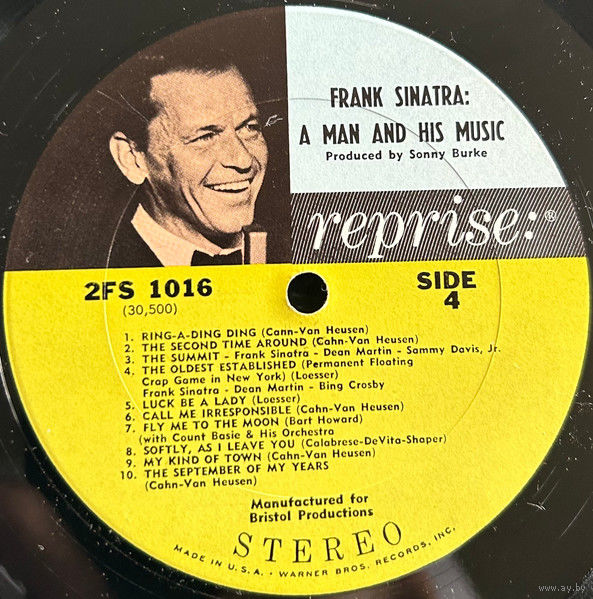 FRANK SINATRA:
A MAN AND HIS MUSIC
Produced by Sonny Burke
reprise:®
2FS 1016
(30,500)
SIDE
4
1. RING-A-DING DING (Cann-Van Heusen)
2. THE SECOND TIME AROUND (Cahn-Van Heusen)
3. THE SUMMIT - Frank Sinatra - Dean Martin - Sammy Davis, Jr.
4. THE OLDEST ESTABLISHED (Permanent Floating
Crap Game in New York) (Loesser)
Frank Sinatra - Dean Martin - Bing Crosby
5. LUCK BE A LADY (Loesser)
6. CALL ME IRRESPONSIBLE (Cahn-Van Heusen)
7. FLY ME TO THE MOON (Bart Howard)
(with Count Basie & His Orchestra
8. SOFTLY, AS I LEAVE YOU (Calabrese-DeVita-Shaper)
9. MY KIND OF TOWN (Cahn-Van Heusen)
10. THE SEPTEMBER OF MY YEARS
(Cahn-Van Heusen)
Manufactured for
Bristol Productions
STEREO
MADE IN U.S.A. • WARNER BROS. RECORDS, INC.
www.ay.by